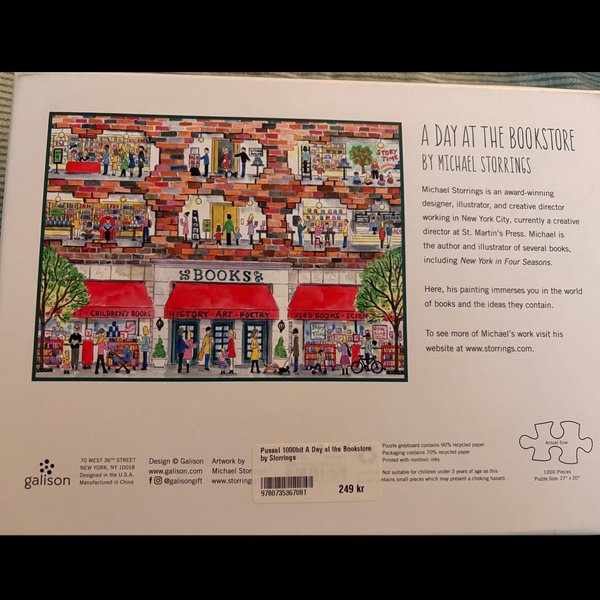 A DAY AT THE BOOKSTORE
BY MICHAEL STORRINGS
Michael Storrings is an award-winning
designer, illustrator, and creative director
working in New York City, currently a creative
director at St. Martin's Press. Michael is
the author and illustrator of several books,
including New York in Four Seasons.
Here, his painting immerses you in the world
of books and the ideas they contain.
To see more of Michael's work visit his
website at www.storrings.com.
STORY
TIME
BOOKS
CHILDREN'S BOOKS
HISTORY·ART·POETRY
USED BOOKS·SCIEN
galison
70 WEST 36TH STREET
NEW YORK, NY 10018
Designed in the U.S.A.
Manufactured in China
Design © Galison
www.galison.com
@galisongift
Artwork by
Michael Stor
www.storring
Pussel 1000bit A Day at the Bookstore
by Storrings
9780735367081
249 kr
Puzzle greyboard contains 90% recycled paper
Packaging contains 70% recycled paper
Printed with nontoxic inks
Not suitable for children under 3 years of age as this
ntains small pieces which may present a choking hazard.
Actual Size
1000 Pieces
Puzzle Size: 27" x 20"